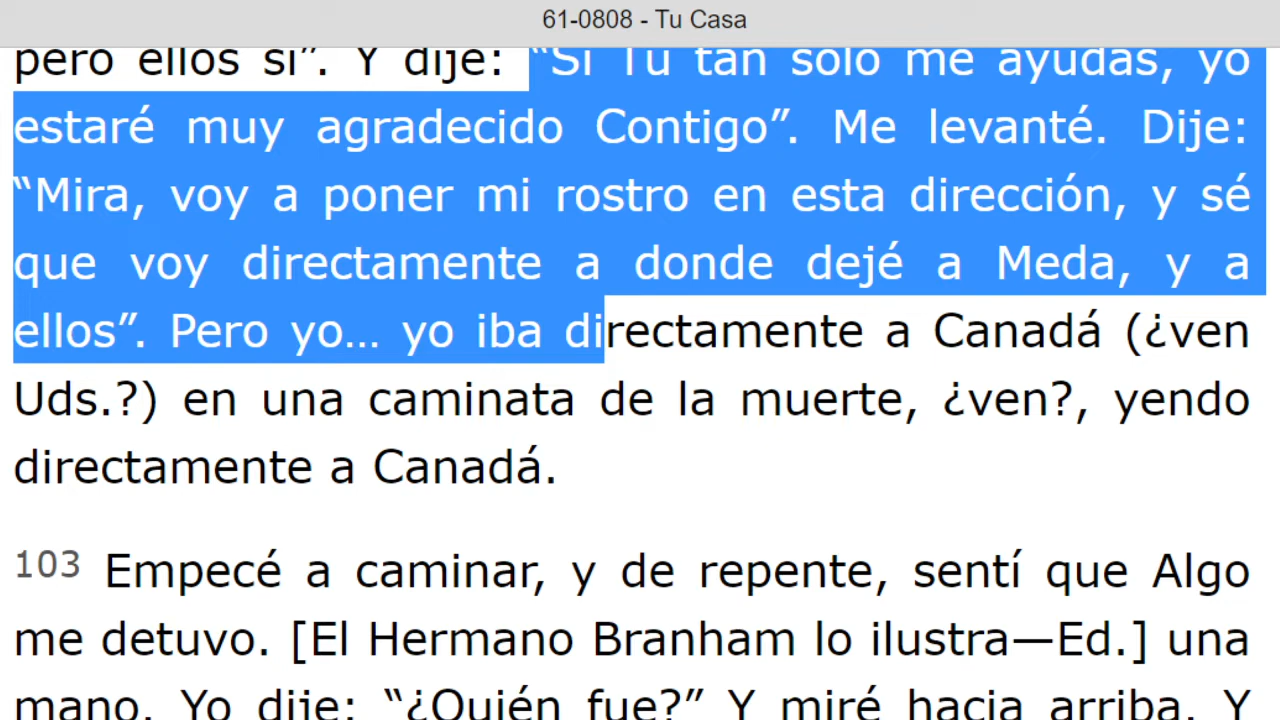 61-0808 - Tu Casa
pero ellos sí”. Y dije: “Si Tú tan sólo me ayudas, yo
estaré muy agradecido Contigo”. Me levanté. Dije:
“Mira, voy a poner mi rostro en esta dirección, y sé
que voy directamente a donde dejé a Meda, y a
ellos”. Pero yo... yo iba directamente a Canadá (¿ven
Uds.?) en una caminata de la muerte, ¿ven?, yendo
directamente a Canadá.
103 Empecé a caminar, y de repente, sentí que Algo
me detuvo. [El Hermano Branham lo ilustra—Ed.] una
mano. Yo dije: “¿Quién fue?” Y miré hacia arriba. Y